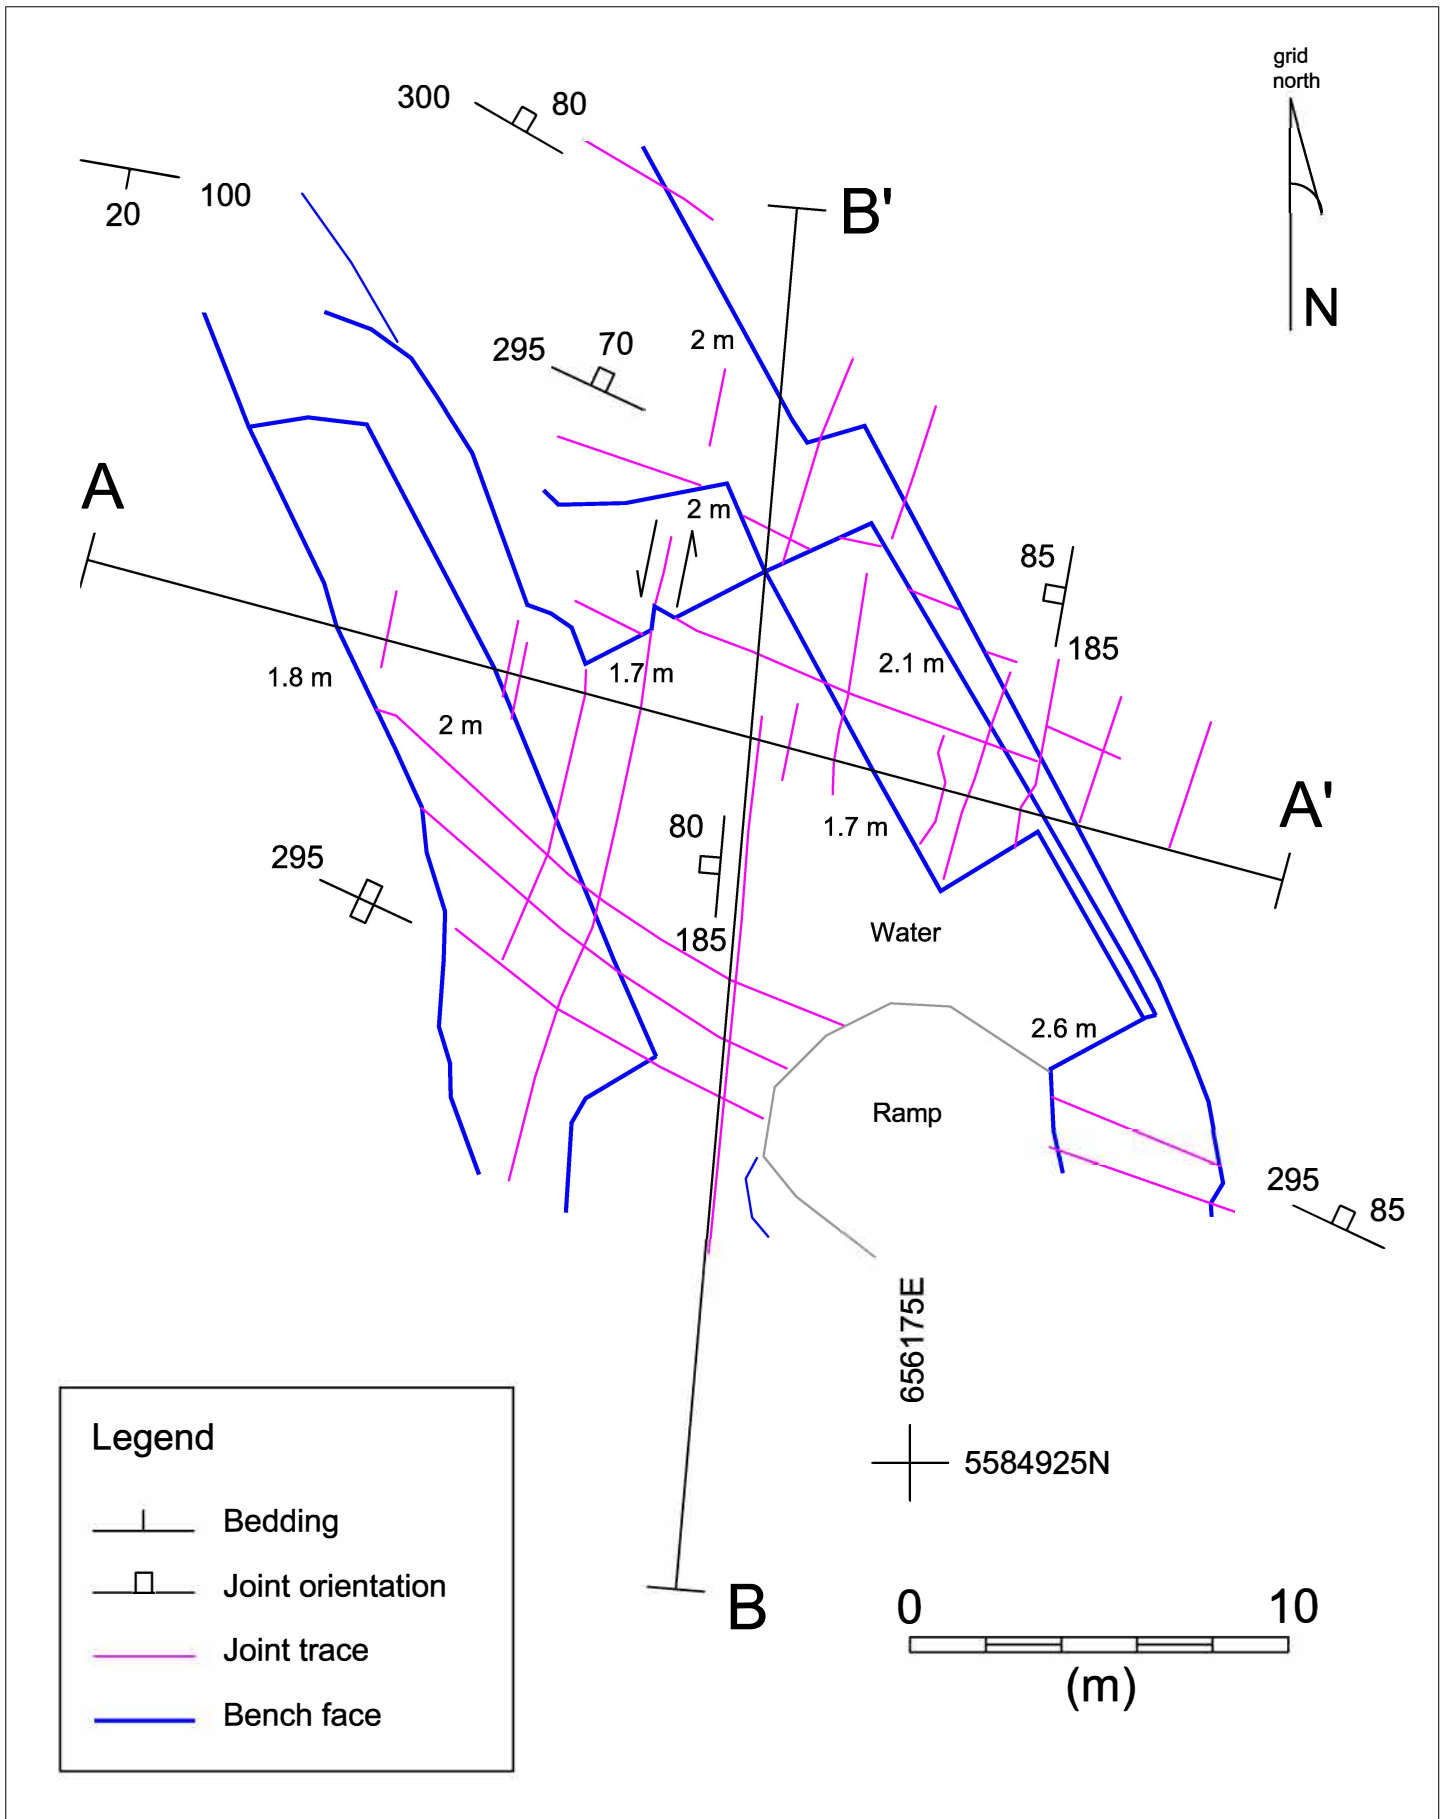 grid
north
N
300
80
20
100
B'
295
70
2 m
A
2 m
85
185
2.1 m
1.8 m
1.7 m
2 m
A'
80
1.7 m
295
185
Water
2.6 m
Ramp
295
85
656175E
5584925N
Legend
Bedding
Joint orientation
Joint trace
Bench face
B
0
10
(m)